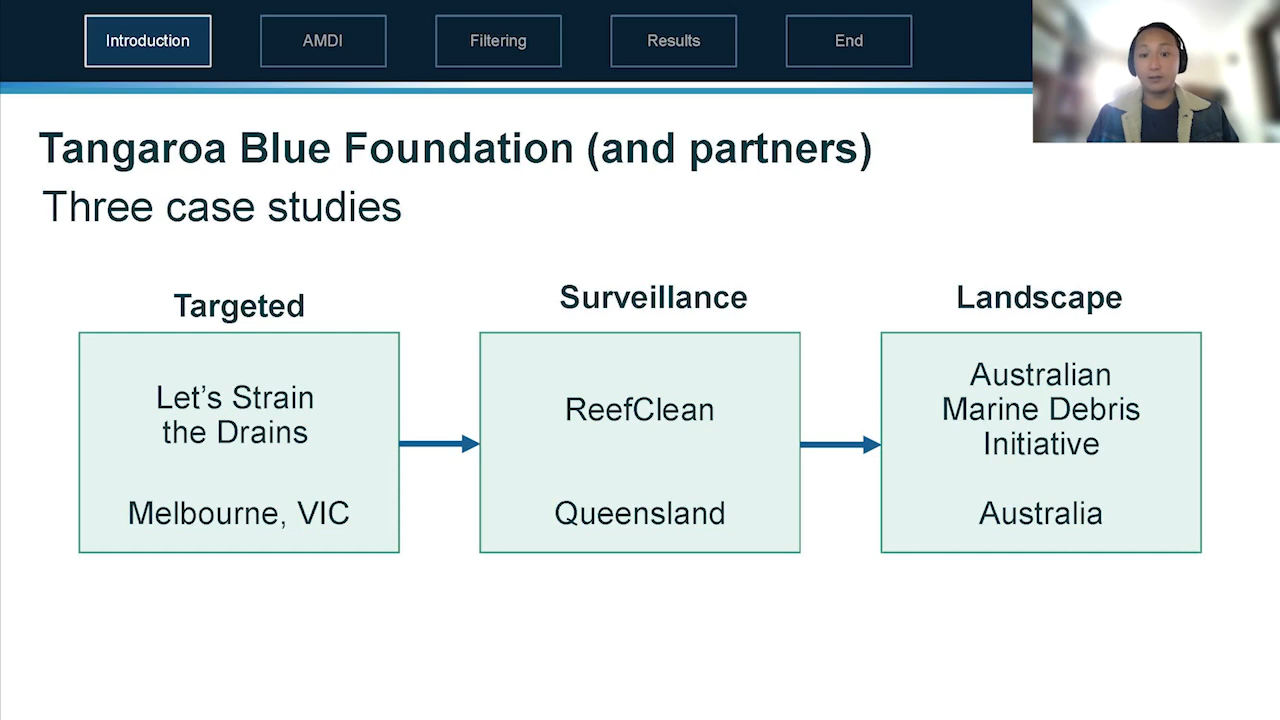 Introduction
AMDI
Filtering
Results
End
Tangaroa Blue Foundation (and partners)
Three case studies
Targeted
Let’s Strain
the Drains
Melbourne, VIC
Surveillance
ReefClean
Queensland
Landscape
Australian
Marine Debris
Initiative
Australia